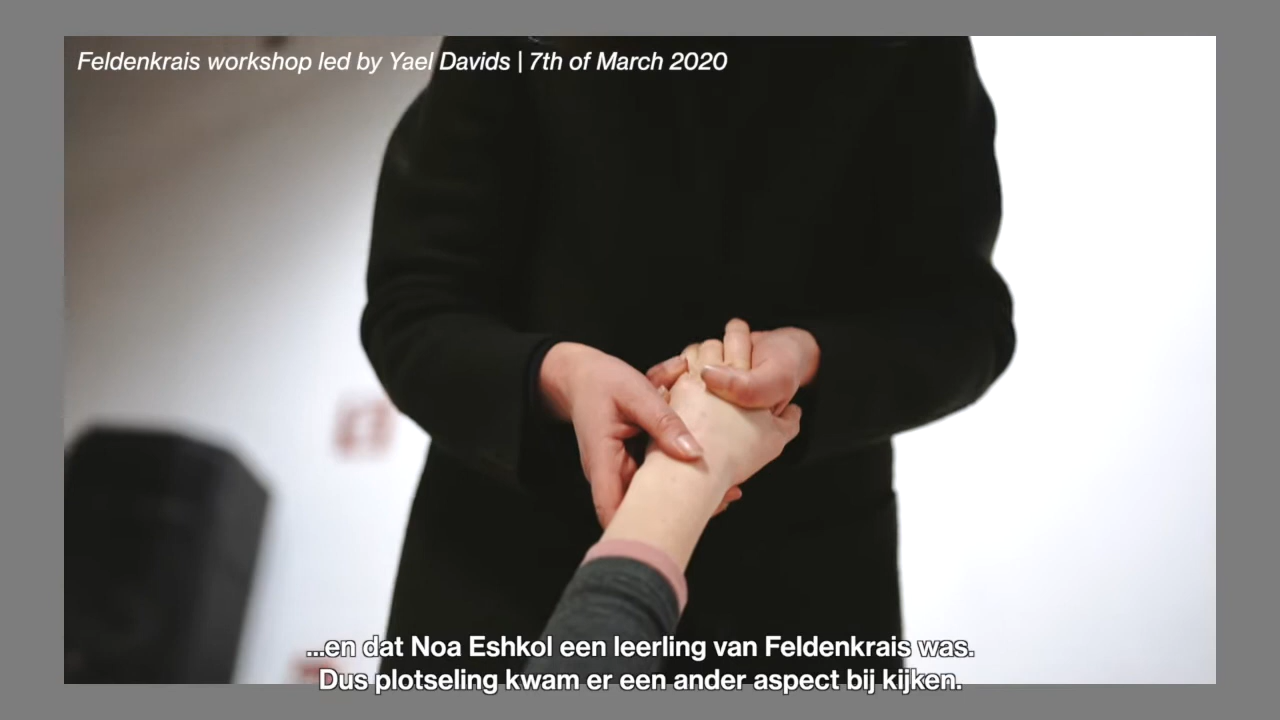 Feldenkrais workshop led by Yael Davids | 7th of March 2020
...en dat Noa Eshkol een leerling van Feldenkrais was.
Dus plotseling kwam er een ander aspect bij kijken.